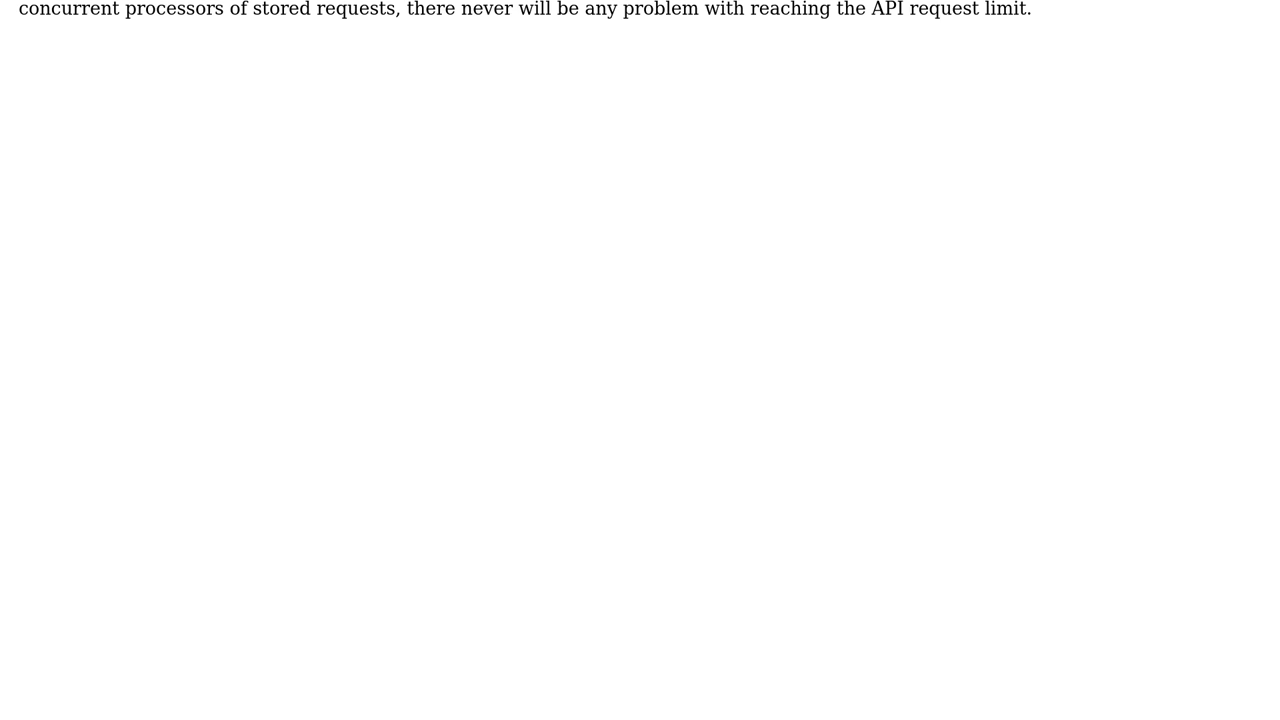 concurrent processors of stored requests, there never will be any problem with reaching the API request limit.